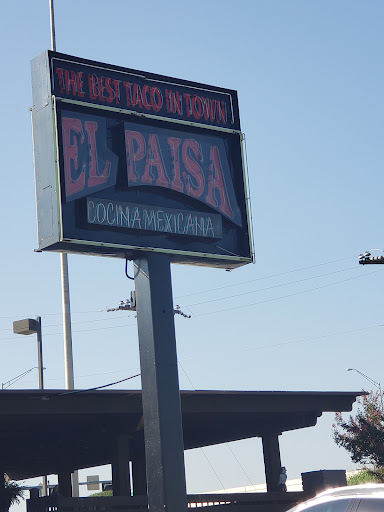 THE BEST TACO IN TOWN
EL PAISA
COCINA MEXICANA